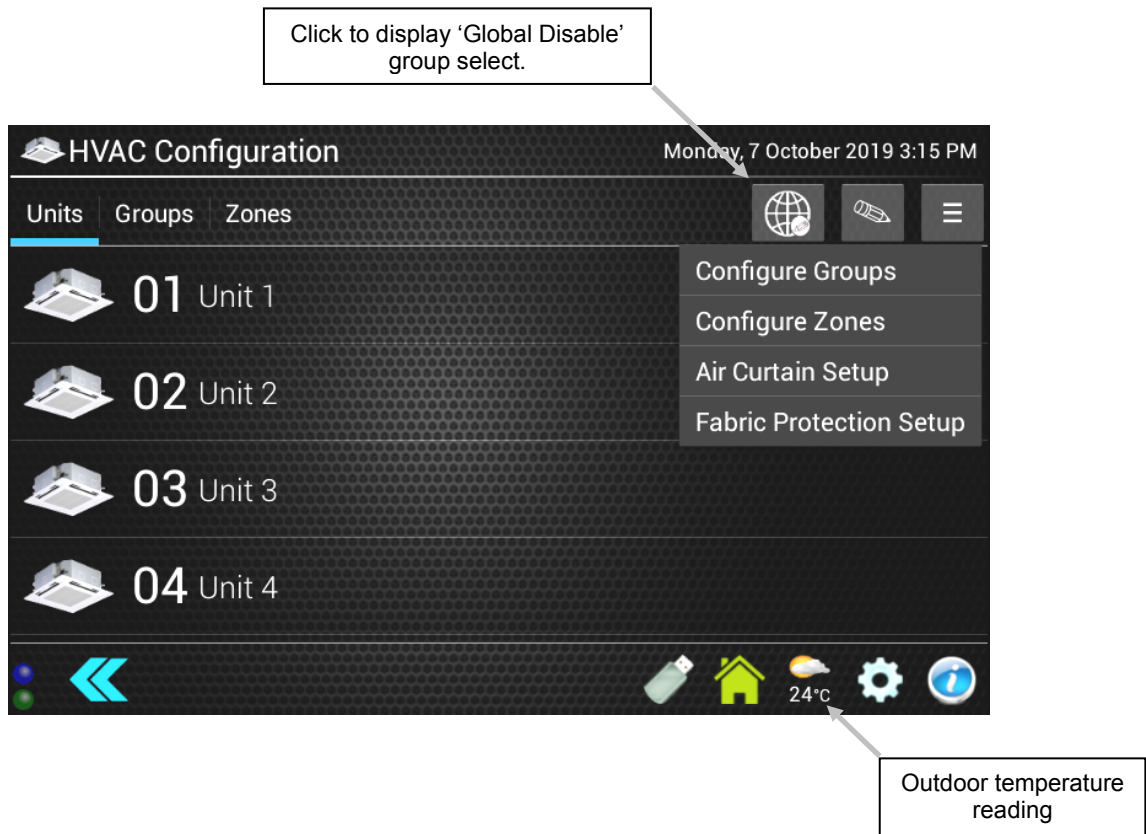 Click to display ‘Global Disable’
group select.
HVAC Configuration
Monday, 7 October 2019 3:15 PM
Units
Groups
Zones
☰
Configure Groups
Configure Zones
Air Curtain Setup
Fabric Protection Setup
01 Unit 1
02 Unit 2
03 Unit 3
04 Unit 4
24°C
i
Outdoor temperature
reading